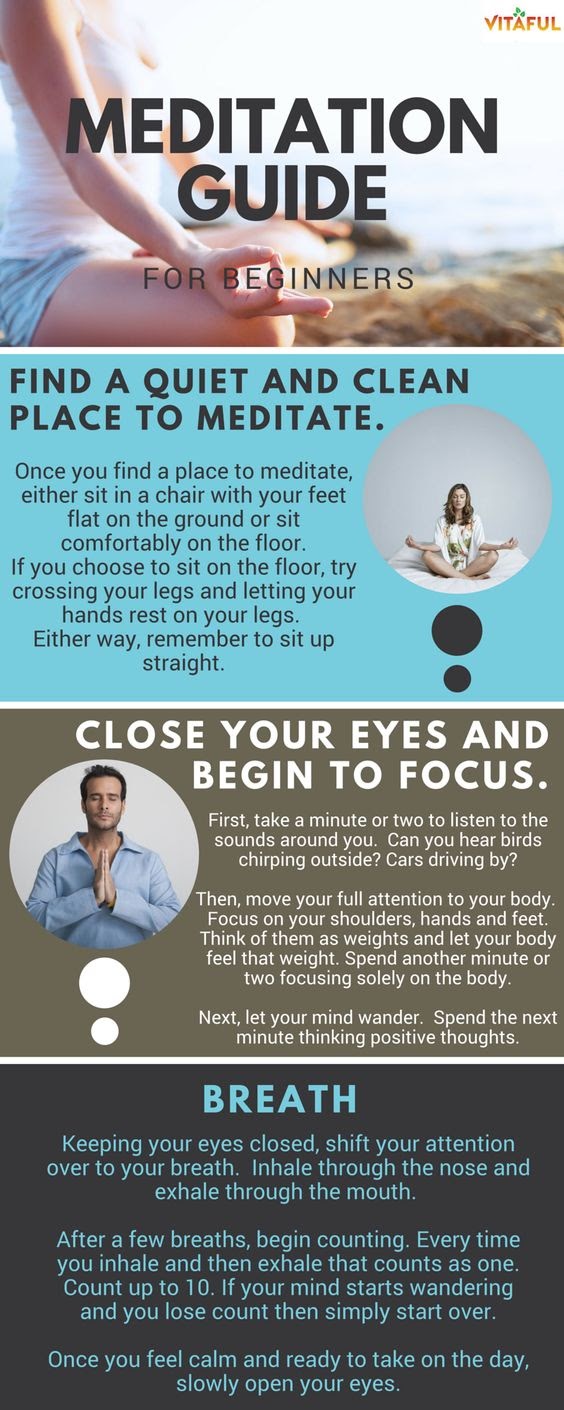 VITAFUL
MEDITATION
GUIDE
FOR BEGINNERS
FIND A QUIET AND CLEAN
PLACE TO MEDITATE.
Once you find a place to meditate,
either sit in a chair with your feet
flat on the ground or sit
comfortably on the floor.
If you choose to sit on the floor, try
crossing your legs and letting your
hands rest on your legs.
Either way, remember to sit up
straight.
CLOSE YOUR EYES AND
BEGIN TO FOCUS.
First, take a minute or two to listen to the
sounds around you.  Can you hear birds
chirping outside? Cars driving by?
Then, move your full attention to your body.
Focus on your shoulders, hands and feet.
Think of them as weights and let your body
feel that weight. Spend another minute or
two focusing solely on the body.
Next, let your mind wander.  Spend the next
minute thinking positive thoughts.
BREATH
Keeping your eyes closed, shift your attention
over to your breath.  Inhale through the nose and
exhale through the mouth.
After a few breaths, begin counting. Every time
you inhale and then exhale that counts as one.
Count up to 10. If your mind starts wandering
and you lose count then simply start over.
Once you feel calm and ready to take on the day,
slowly open your eyes.